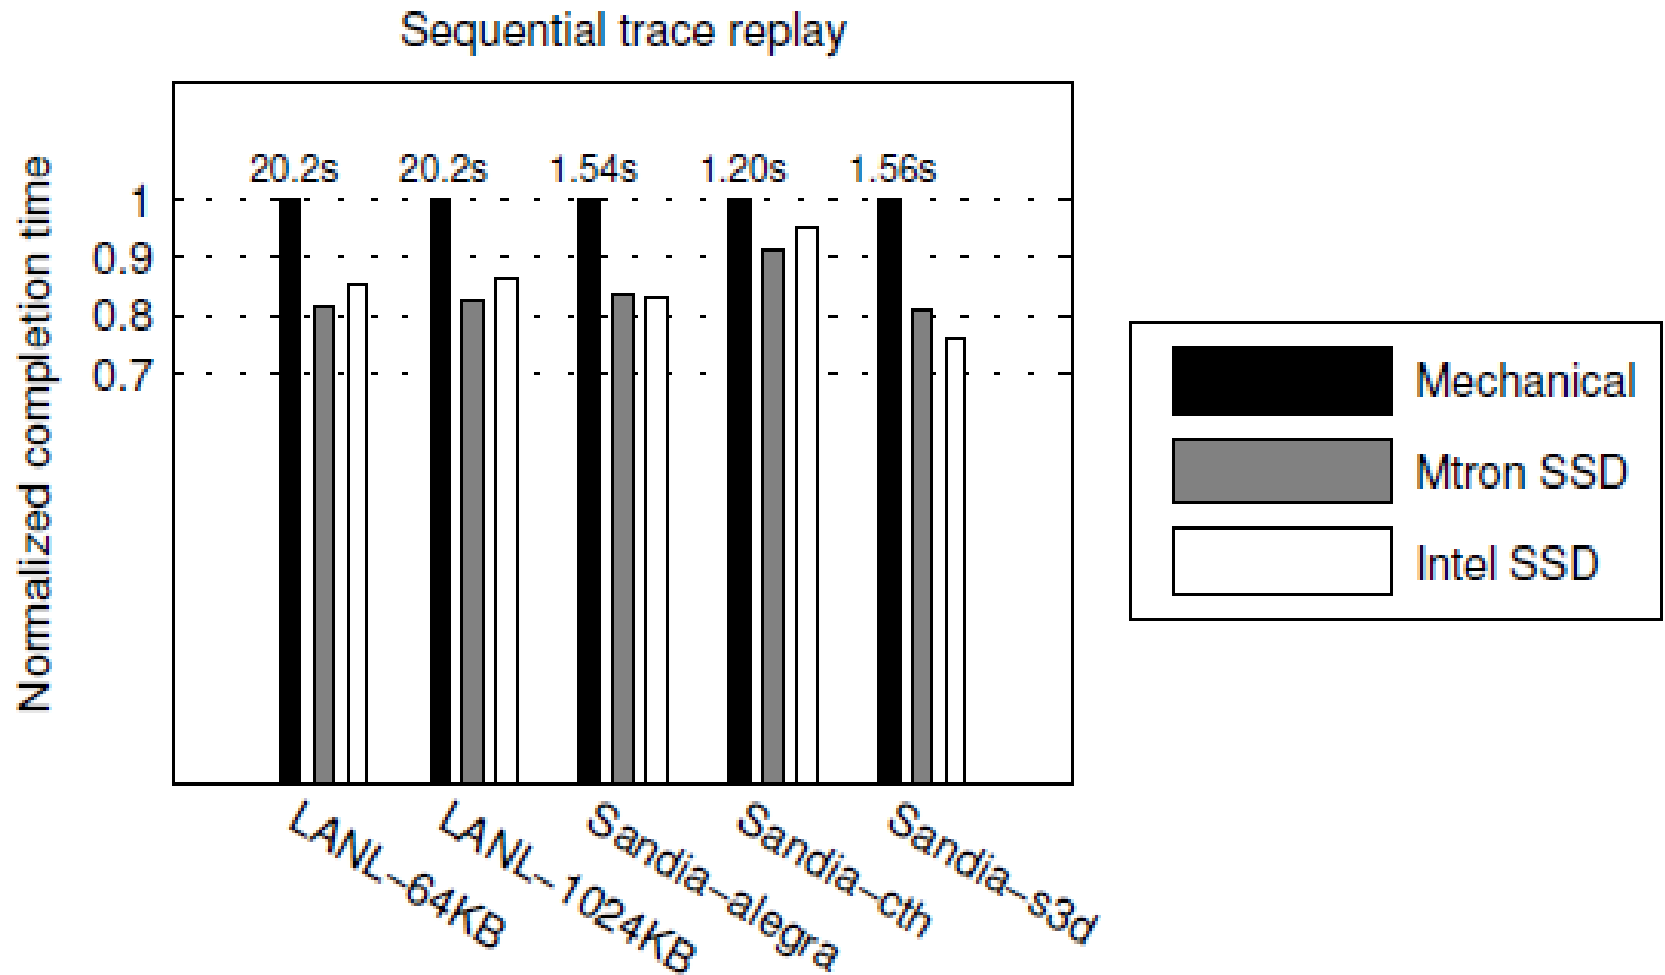 Sequential trace replay
Normalized completion time
1
0.9
0.8
0.7
20.2s 20.2s 1.54s 1.20s 1.56s
LANL-64KB
LANL-1024KB
Sandia-alegra
Sandia-cth
Sandia-s3d
Mechanical
Mtron SSD
Intel SSD